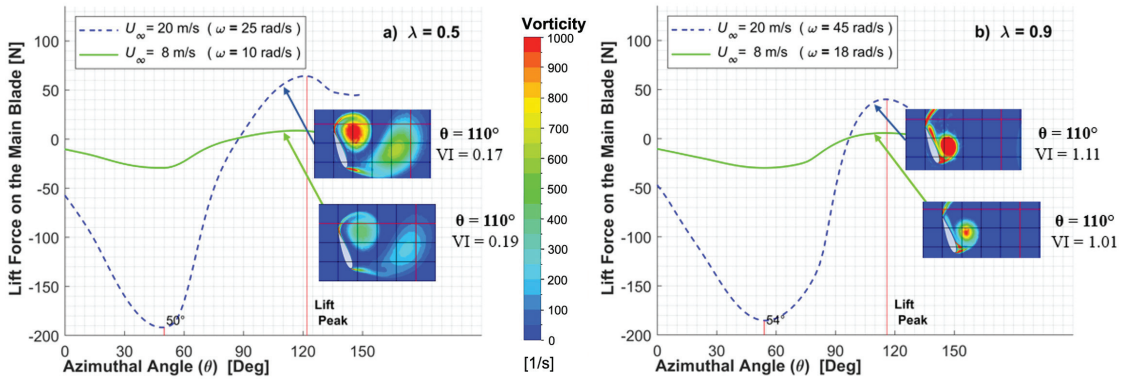 Lift Force on the Main Blade [N]
100
50
0
-50
-100
-150
-200
U∞= 20 m/s ( ω = 25 rad/s )
U∞= 8 m/s ( ω = 10 rad/s )
a) λ = 0.5
θ = 110°
VI = 0.17
θ = 110°
VI = 0.19
50°
Lift
Peak
0 30 60 90 120 150
Azimuthal Angle (θ) [Deg]
Vorticity
1000
900
800
700
600
500
400
300
200
100
0
[1/s]
Lift Force on the Main Blade [N]
100
50
0
-50
-100
-150
-200
U∞= 20 m/s ( ω = 45 rad/s )
U∞= 8 m/s ( ω = 18 rad/s )
b) λ = 0.9
θ = 110°
VI = 1.11
θ = 110°
VI = 1.01
54°
Lift
Peak
0 30 60 90 120 150
Azimuthal Angle (θ) [Deg]